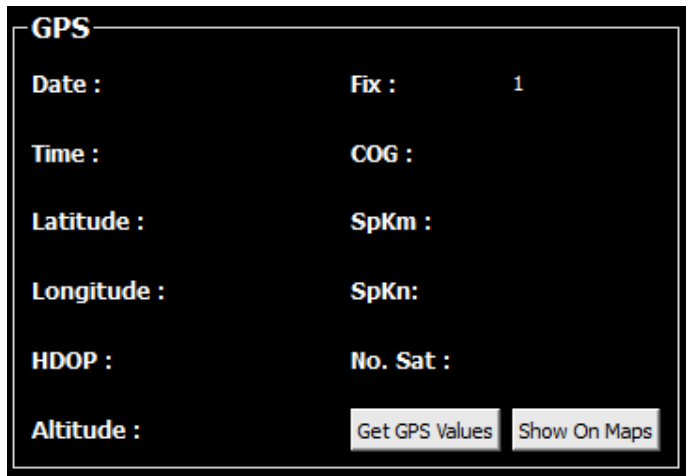 GPS
Date : Fix : 1
Time : COG :
Latitude : SpKm :
Longitude : SpKn:
HDOP : No. Sat :
Altitude : Get GPS Values Show On Maps